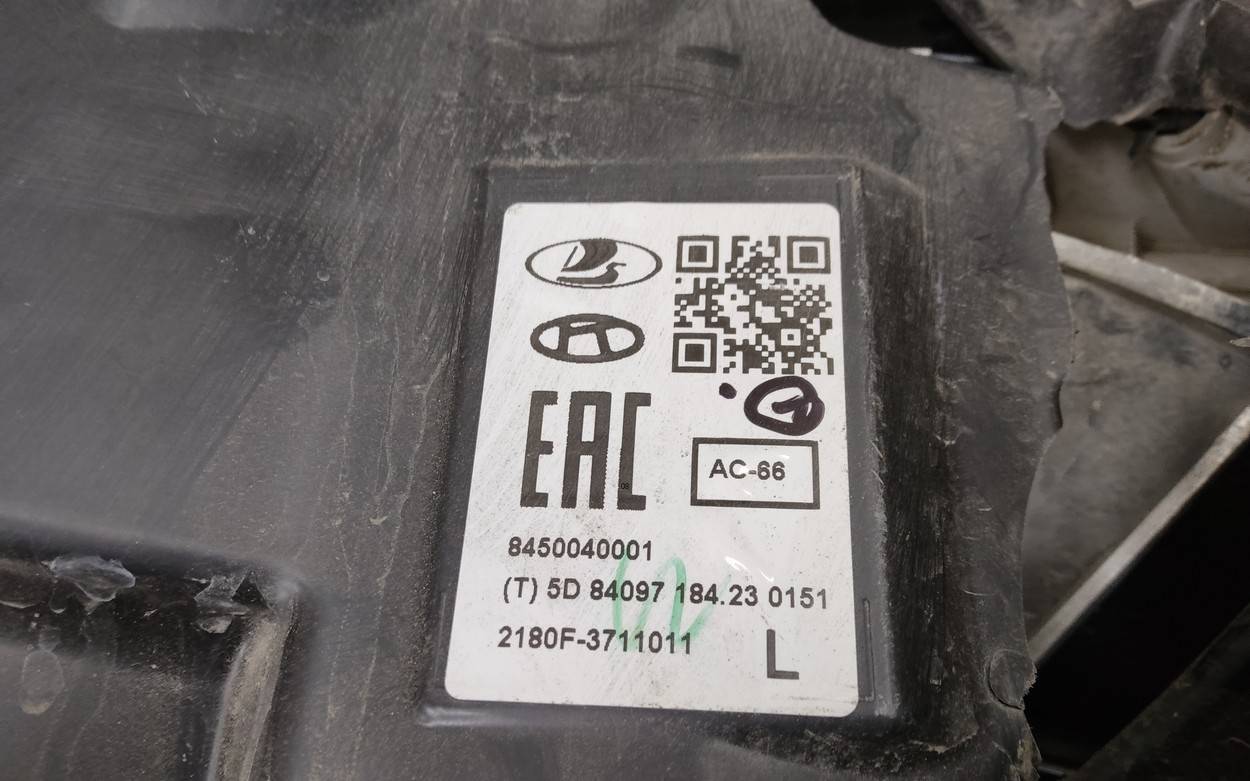 EAC
AC-66
8450040001
(T) 5D 84097 184.23 0151
2180F-3711011
L